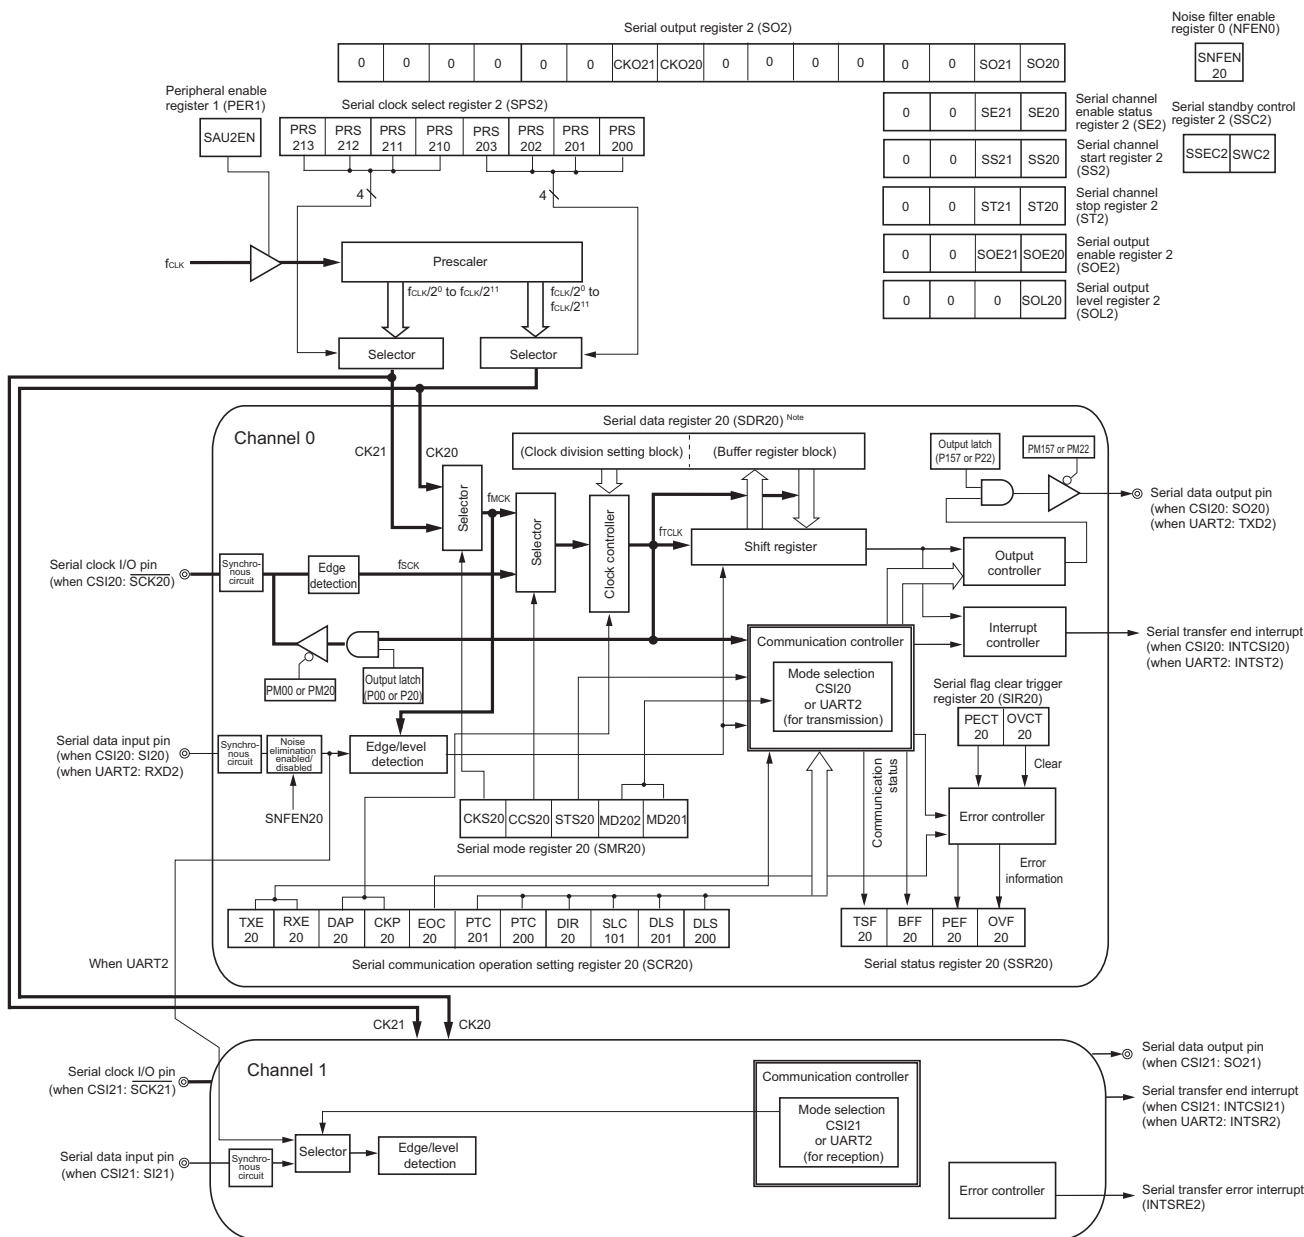 Serial output register 2 (SO2)
0 0 0 0 0 0 CKO21 CKO20 0 0 0 0 0 0 SO21 SO20
Noise filter enable
register 0 (NFEN0)
SNFEN
20
Peripheral enable
register 1 (PER1)
SAU2EN
Serial clock select register 2 (SPS2)
PRS
213
PRS
212
PRS
211
PRS
210
PRS
203
PRS
202
PRS
201
PRS
200
4
4
0 0 SE21 SE20
Serial channel
enable status
register 2 (SE2)
Serial standby control
register 2 (SSC2)
SSEC2 SWC2
0 0 SS21 SS20
Serial channel
start register 2
(SS2)
0 0 ST21 ST20
Serial channel
stop register 2
(ST2)
0 0 SOE21 SOE20
Serial output
enable register 2
(SOE2)
0 0 0 SOL20
Serial output
level register 2
(SOL2)
fCLK
Prescaler
fCLK/2⁰ to fCLK/2¹¹
fCLK/2⁰ to
fCLK/2¹¹
Selector
Selector
Channel 0
CK21
CK20
Serial data register 20 (SDR20) Note
(Clock division setting block)
(Buffer register block)
Output latch
(P157 or P22)
PM157 or PM22
Serial data output pin
(when CSI20: SO20)
(when UART2: TXD2)
Selector
fMCK
Selector
Clock controller
fTCLK
Shift register
Output
controller
Serial clock I/O pin
(when CSI20: SCK20)
Synchro-
nous
circuit
Edge
detection
fSCK
PM00 or PM20
Output latch
(P00 or P20)
Communication controller
Mode selection
CSI20
or UART2
(for transmission)
Interrupt
controller
Serial transfer end interrupt
(when CSI20: INTCSI20)
(when UART2: INTST2)
Serial flag clear trigger
register 20 (SIR20)
PECT
20
OVCT
20
Clear
Serial data input pin
(when CSI20: SI20)
(when UART2: RXD2)
Synchro-
nous
circuit
Noise
elimination
enabled/
disabled
SNFEN20
Edge/level
detection
Communication
status
Error controller
Error
information
CKS20 CCS20 STS20 MD202 MD201
Serial mode register 20 (SMR20)
TXE
20
RXE
20
DAP
20
CKP
20
EOC
20
PTC
201
PTC
200
DIR
20
SLC
101
DLS
201
DLS
200
Serial communication operation setting register 20 (SCR20)
TSF
20
BFF
20
PEF
20
OVF
20
Serial status register 20 (SSR20)
When UART2
CK21
CK20
Channel 1
Serial clock I/O pin
(when CSI21: SCK21)
Serial data input pin
(when CSI21: SI21)
Synchro-
nous
circuit
Selector
Edge/level
detection
Communication controller
Mode selection
CSI21
or UART2
(for reception)
Error controller
Serial data output pin
(when CSI21: SO21)
Serial transfer end interrupt
(when CSI21: INTCSI21)
(when UART2: INTSR2)
Serial transfer error interrupt
(INTSRE2)